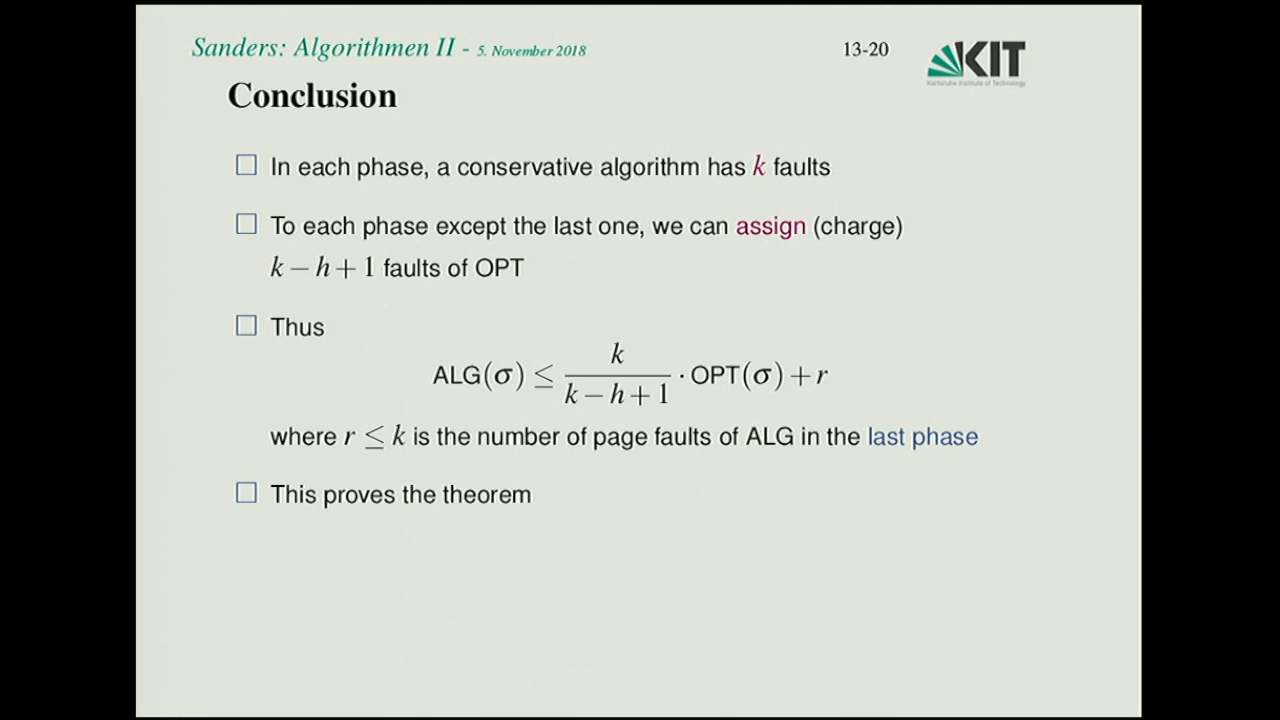 Sanders: Algorithmen II - 5. November 2018
13-20
KIT
Karlsruhe Institute of Technology
Conclusion
In each phase, a conservative algorithm has k faults
To each phase except the last one, we can assign (charge)
k − h + 1 faults of OPT
Thus
ALG(σ) ≤ k / (k − h + 1) · OPT(σ) + r
where r ≤ k is the number of page faults of ALG in the last phase
This proves the theorem